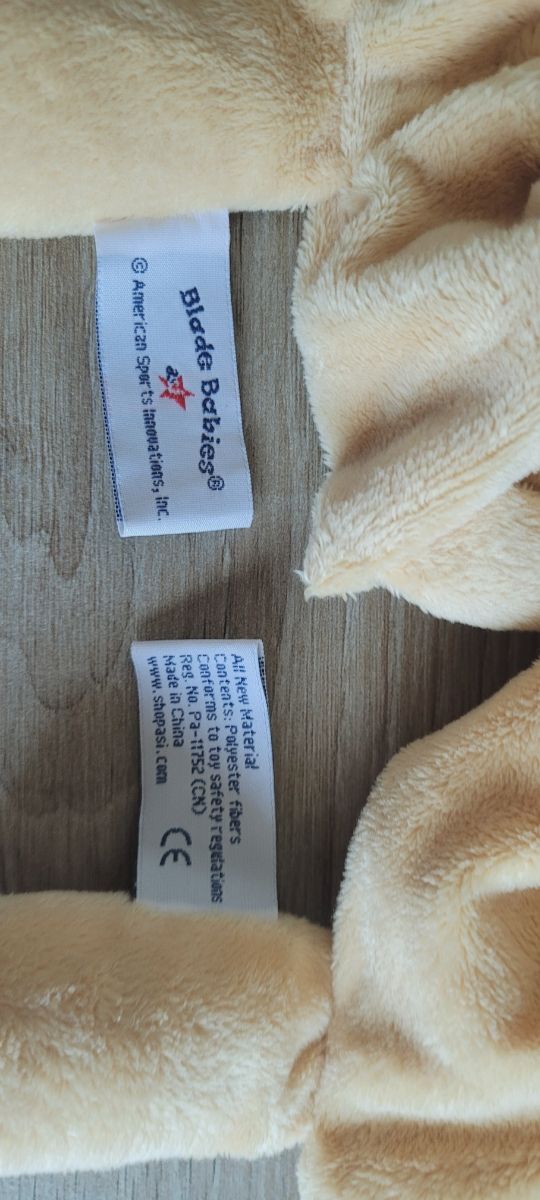 Blade Babies®
asi
© American Sports Innovations, Inc.
All New Material
Contents: Polyester fibers
Conforms to toy safety regulations
Reg. No. Pa-11752 (CN)
Made in China
www.shopasi.com
CE